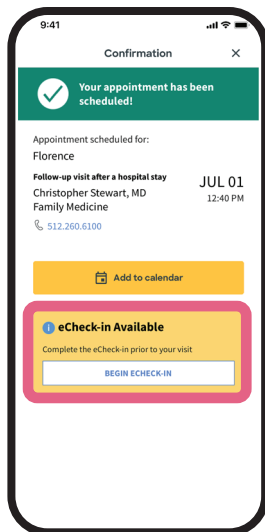 9:41
Confirmation
Your appointment has been
scheduled!
Appointment scheduled for:
Florence
Follow-up visit after a hospital stay
Christopher Stewart, MD
Family Medicine
512.260.6100
JUL 01
12:40 PM
Add to calendar
eCheck-in Available
Complete the eCheck-in prior to your visit
BEGIN ECHECK-IN